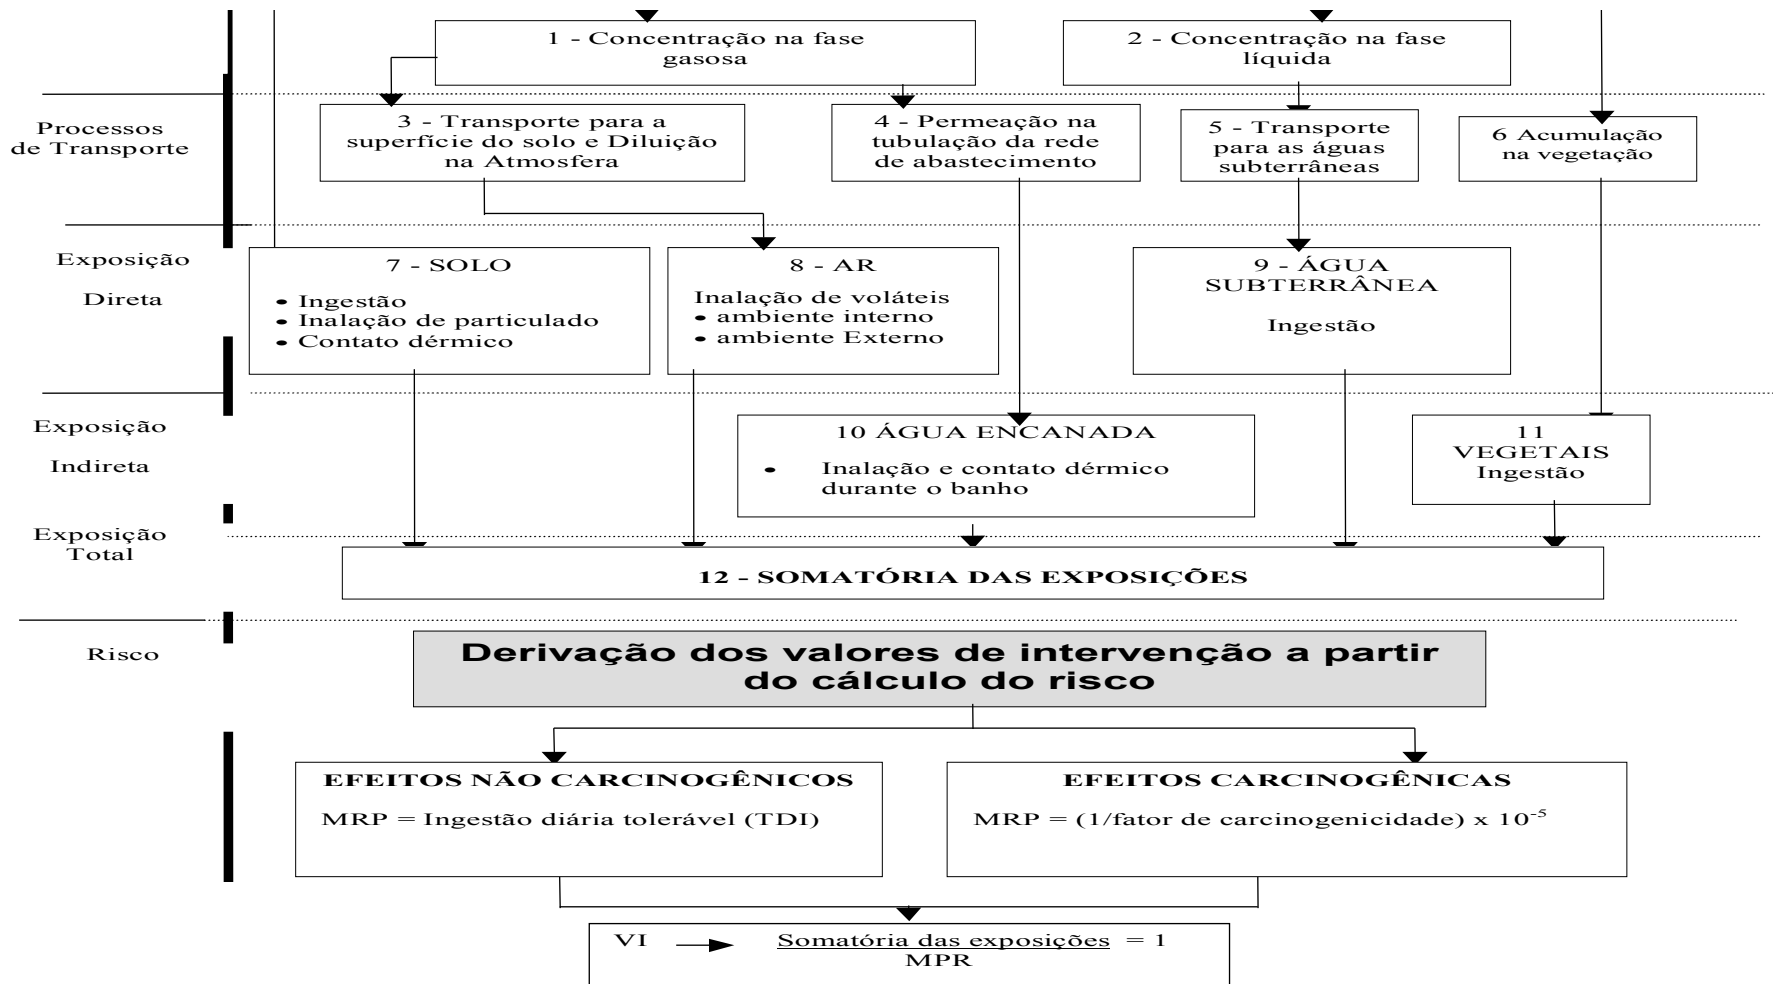 1 - Concentração na fase
gasosa
2 - Concentração na fase
líquida
Processos
de Transporte
3 - Transporte para a
superfície do solo e Diluição
na Atmosfera
4 - Permeação na
tubulação da rede
de abastecimento
5 - Transporte
para as águas
subterrâneas
6 Acumulação
na vegetação
Exposição
Direta
7 - SOLO
• Ingestão
• Inalação de particulado
• Contato dérmico
8 - AR
Inalação de voláteis
• ambiente interno
• ambiente Externo
9 - ÁGUA
SUBTERRÂNEA
Ingestão
Exposição
Indireta
10 ÁGUA ENCANADA
• Inalação e contato dérmico
durante o banho
11
VEGETAIS
Ingestão
Exposição
Total
12 - SOMATÓRIA DAS EXPOSIÇÕES
Risco
Derivação dos valores de intervenção a partir
do cálculo do risco
EFEITOS NÃO CARCINOGÊNICOS
MRP = Ingestão diária tolerável (TDI)
EFEITOS CARCINOGÊNICAS
MRP = (1/fator de carcinogenicidade) x 10⁻⁵
VI Somatória das exposições = 1
MPR